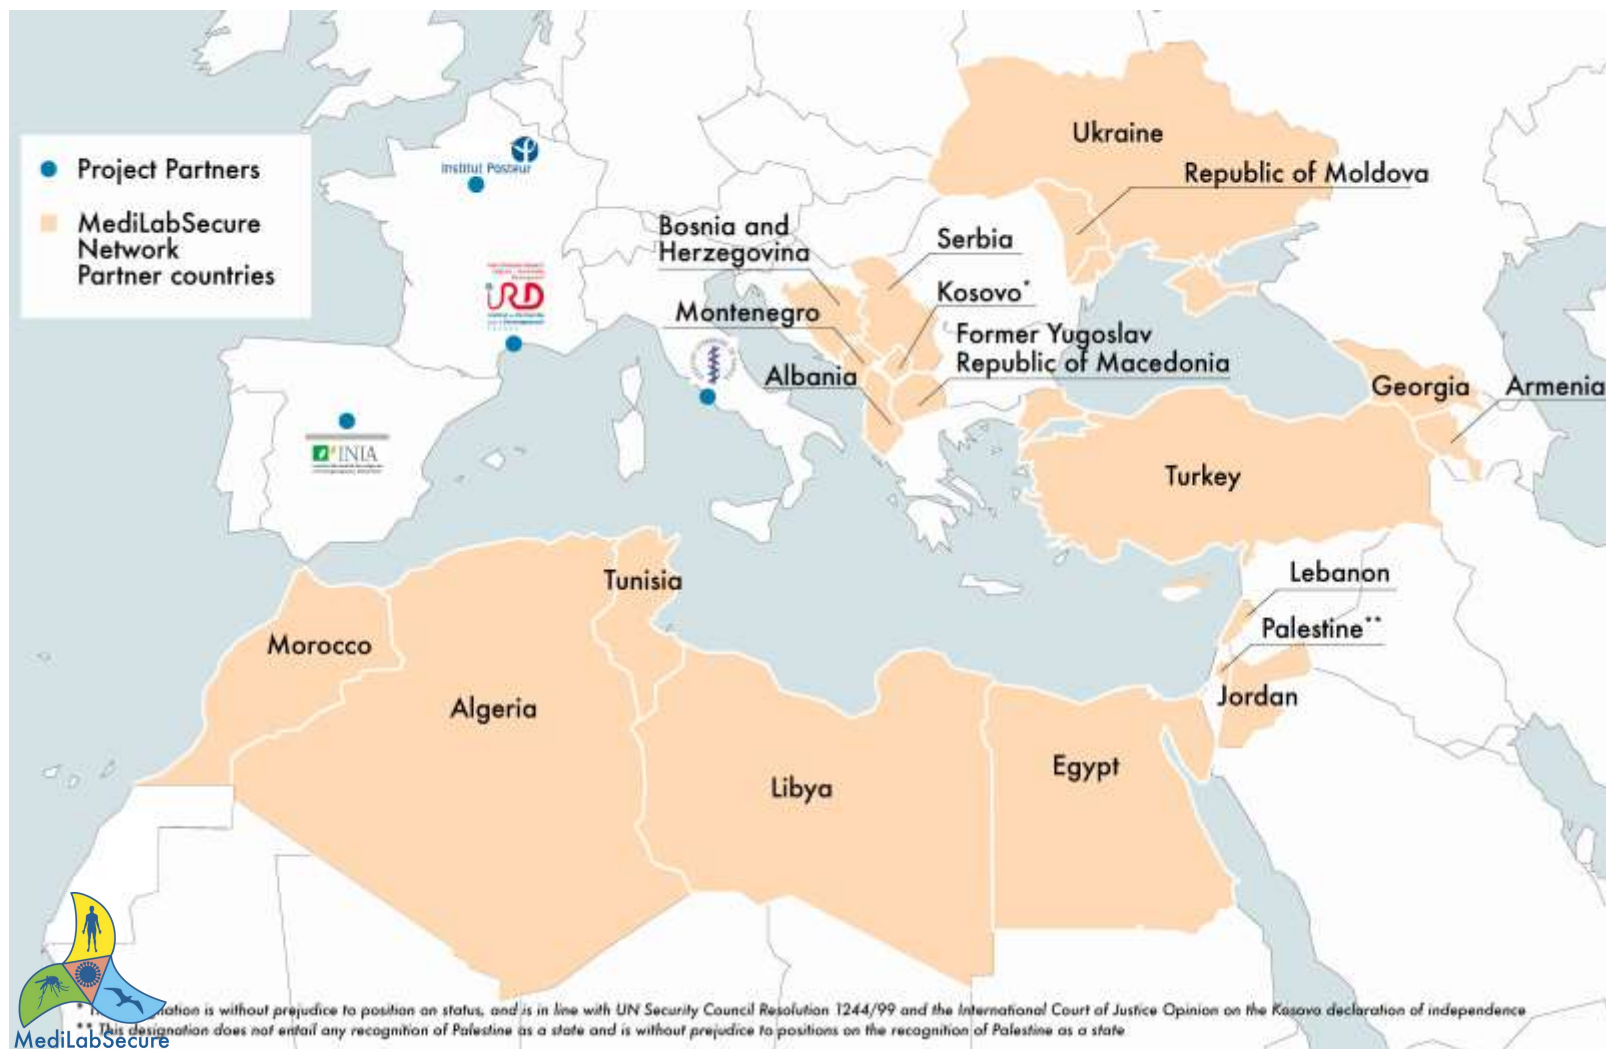 Project Partners
MediLabSecure
Network
Partner countries
Institut Pasteur
IRD
INIA
Ukraine
Republic of Moldova
Bosnia and
Herzegovina
Serbia
Kosovo*
Montenegro
Former Yugoslav
Republic of Macedonia
Albania
Georgia
Armenia
Turkey
Lebanon
Palestine**
Jordan
Tunisia
Morocco
Algeria
Libya
Egypt
* nation is without prejudice to position on status, and is in line with UN Security Council Resolution 1244/99 and the International Court of Justice Opinion on the Kosovo declaration of independence
** This designation does not entail any recognition of Palestine as a state and is without prejudice to positions on the recognition of Palestine as a state
MediLabSecure